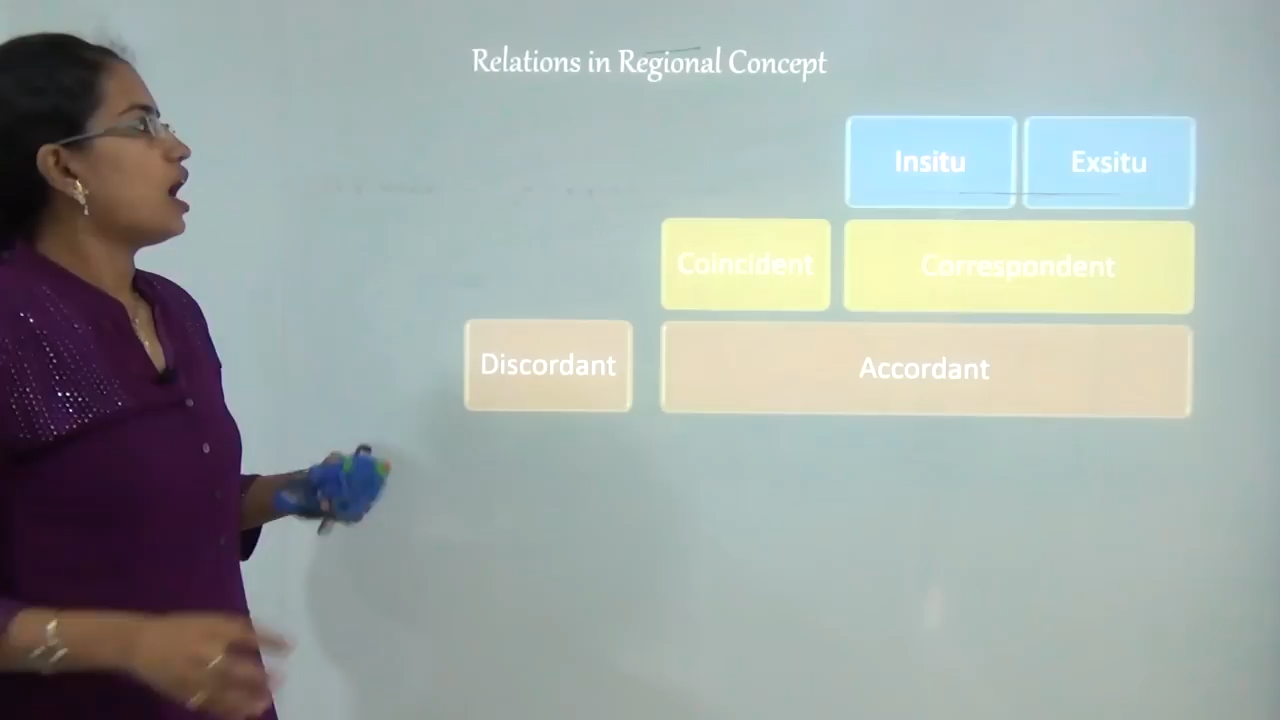 Relations in Regional Concept
Insitu Exsitu
Coincident Correspondent
Discordant Accordant